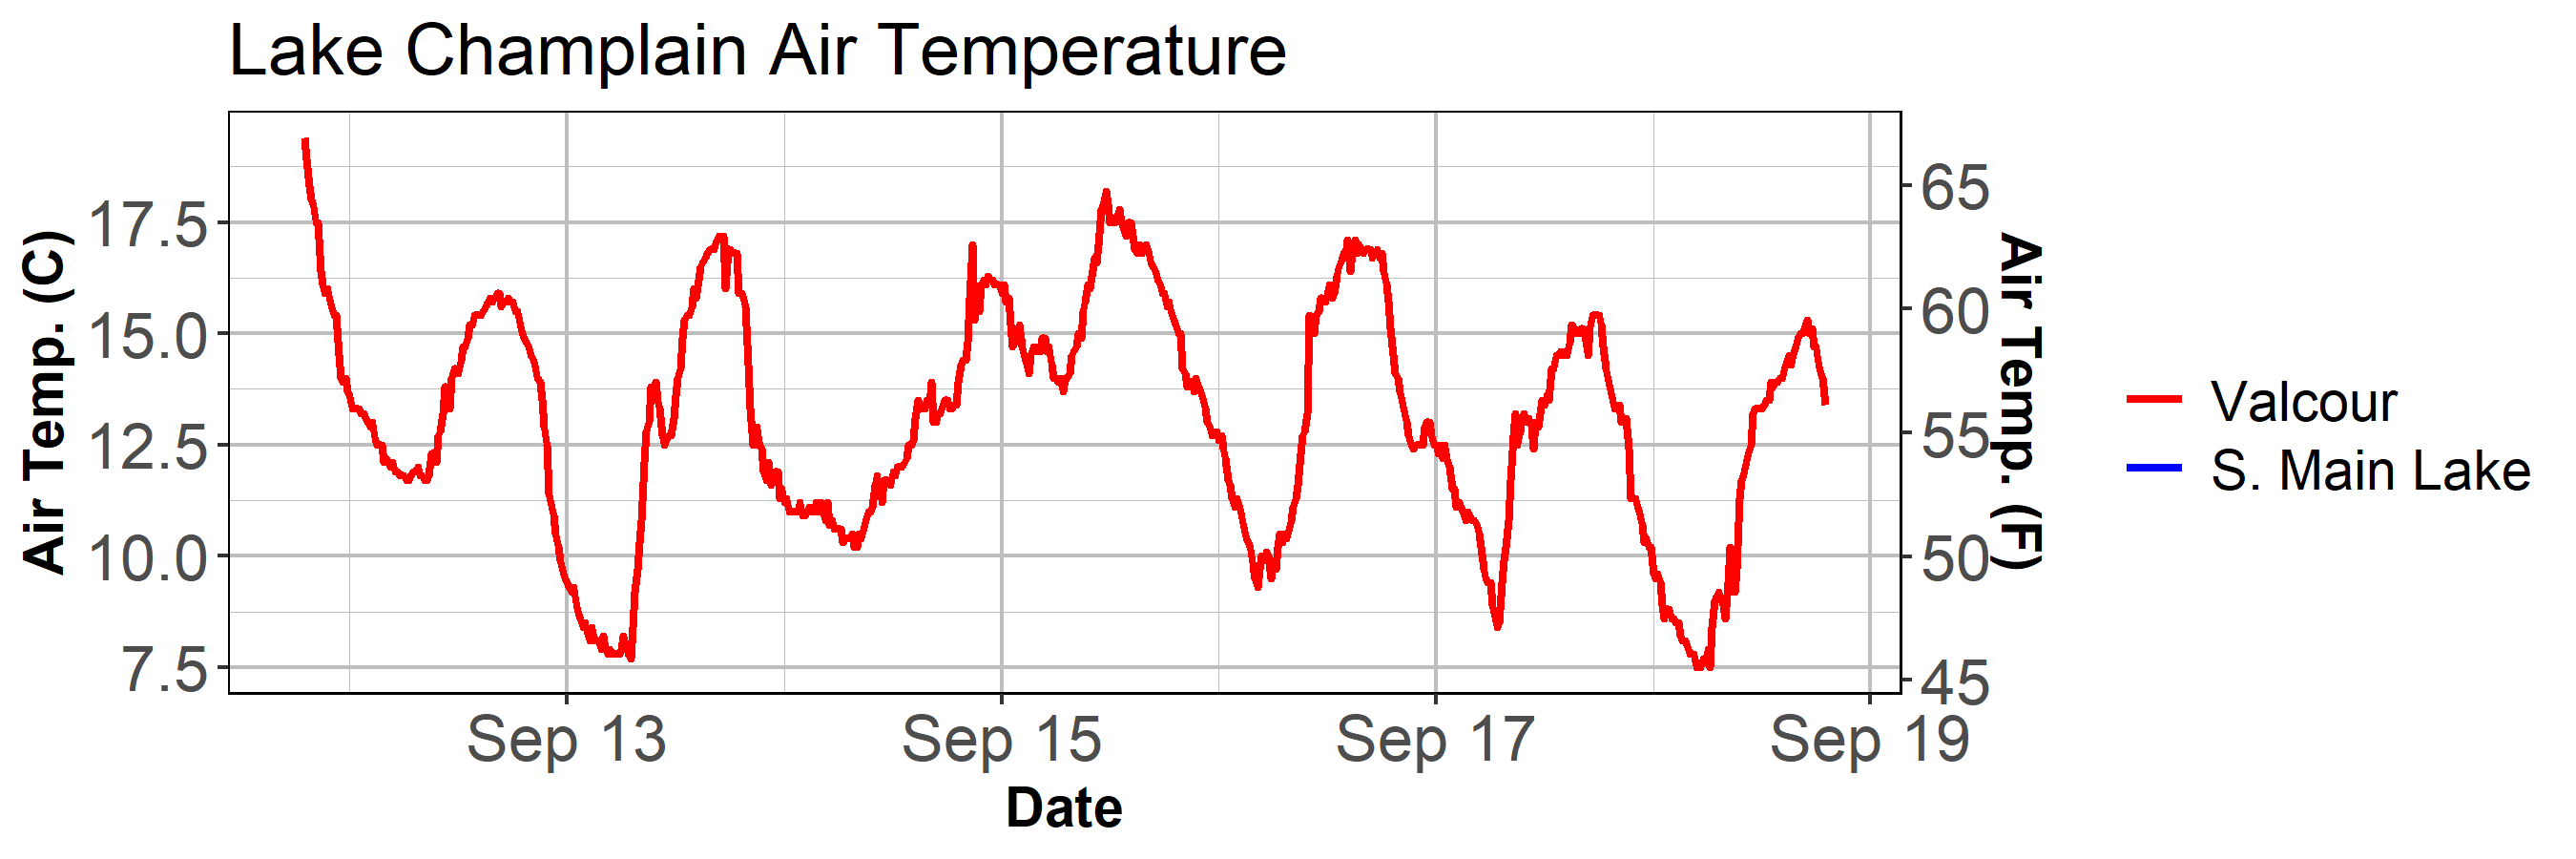 Lake Champlain Air Temperature
Air Temp. (C)
17.5
15.0
12.5
10.0
7.5
65
60
55
50
45
Air Temp. (F)
Sep 13
Sep 15
Sep 17
Sep 19
Date
Valcour
S. Main Lake